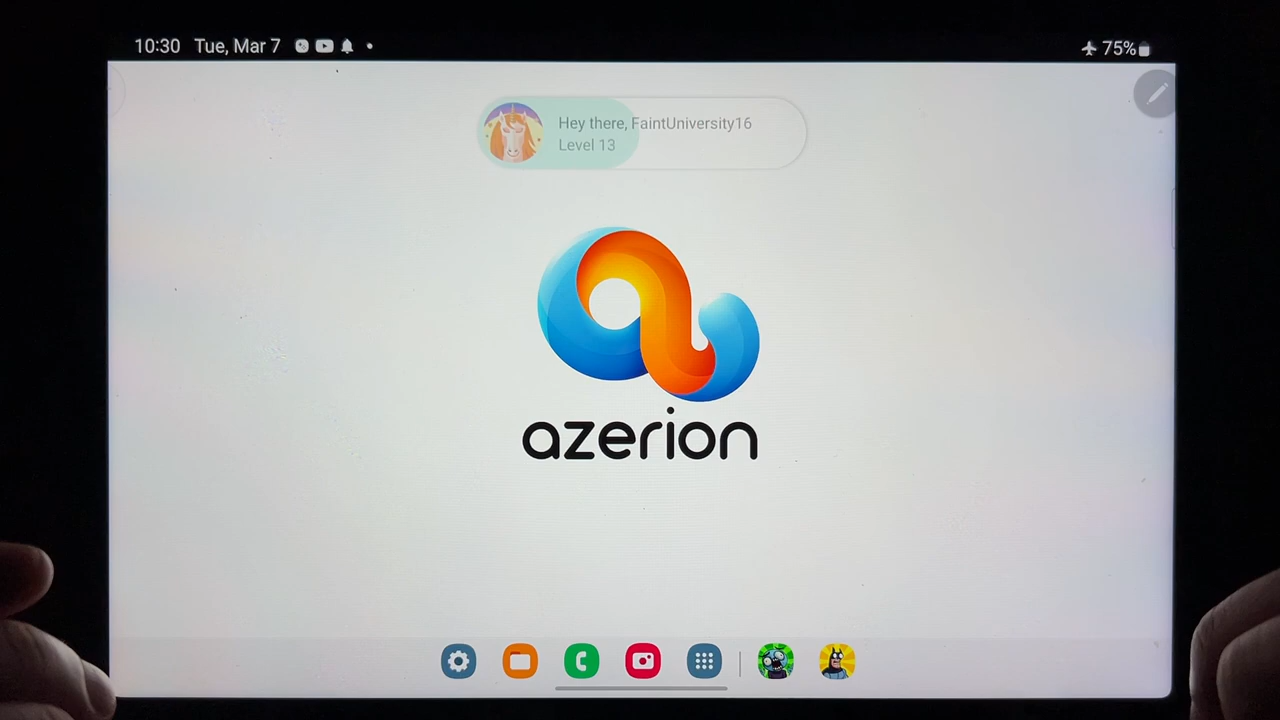 10:30 Tue, Mar 7
75%
Hey there, FaintUniversity16
Level 13
azerion